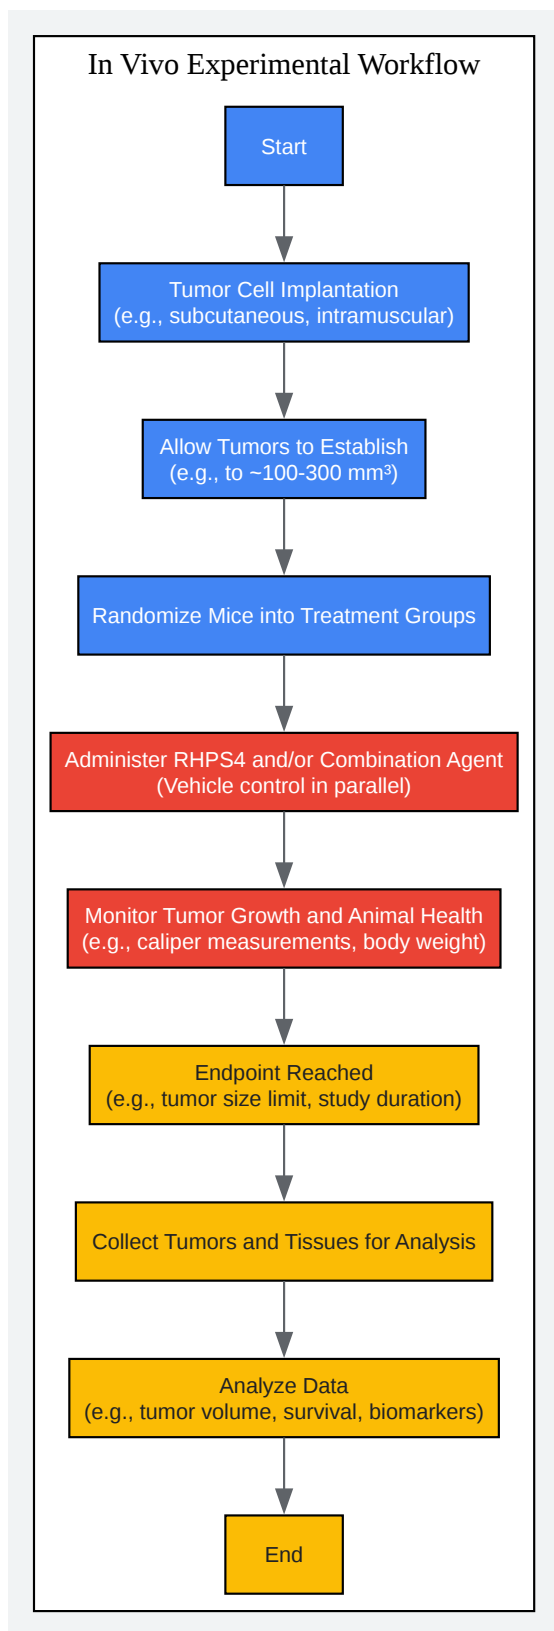 In Vivo Experimental Workflow
Start
Tumor Cell Implantation
(e.g., subcutaneous, intramuscular)
Allow Tumors to Establish
(e.g., to ~100-300 mm³)
Randomize Mice into Treatment Groups
Administer RHPS4 and/or Combination Agent
(Vehicle control in parallel)
Monitor Tumor Growth and Animal Health
(e.g., caliper measurements, body weight)
Endpoint Reached
(e.g., tumor size limit, study duration)
Collect Tumors and Tissues for Analysis
Analyze Data
(e.g., tumor volume, survival, biomarkers)
End